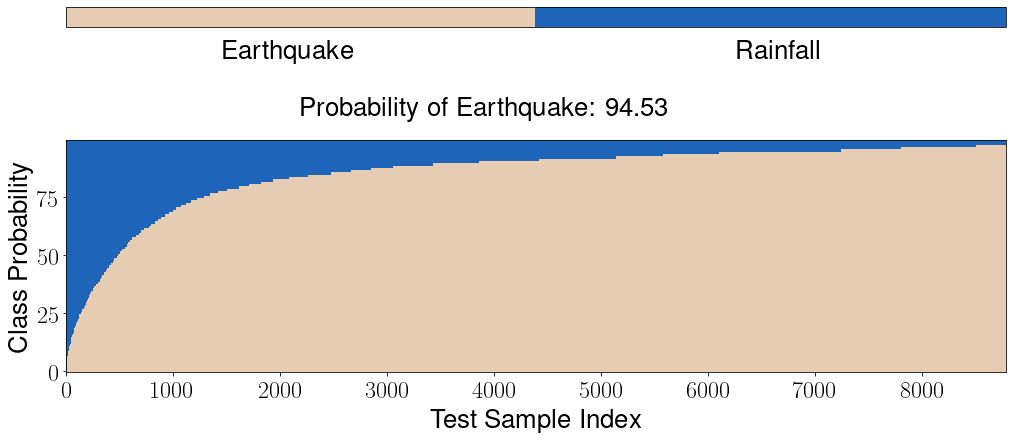 Earthquake Rainfall
Probability of Earthquake: 94.53
Class Probability
75
50
25
0
0 1000 2000 3000 4000 5000 6000 7000 8000
Test Sample Index